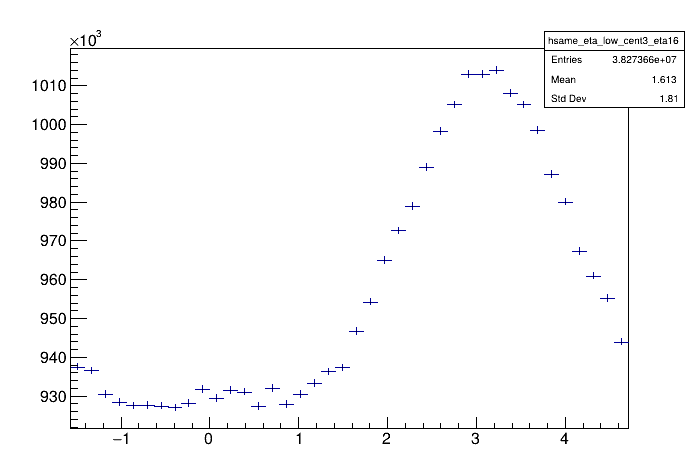 ×10³
hsame_eta_low_cent3_eta16
Entries 3.827366e+07
Mean 1.613
Std Dev 1.81
1010
1000
990
980
970
960
950
940
930
−1 0 1 2 3 4